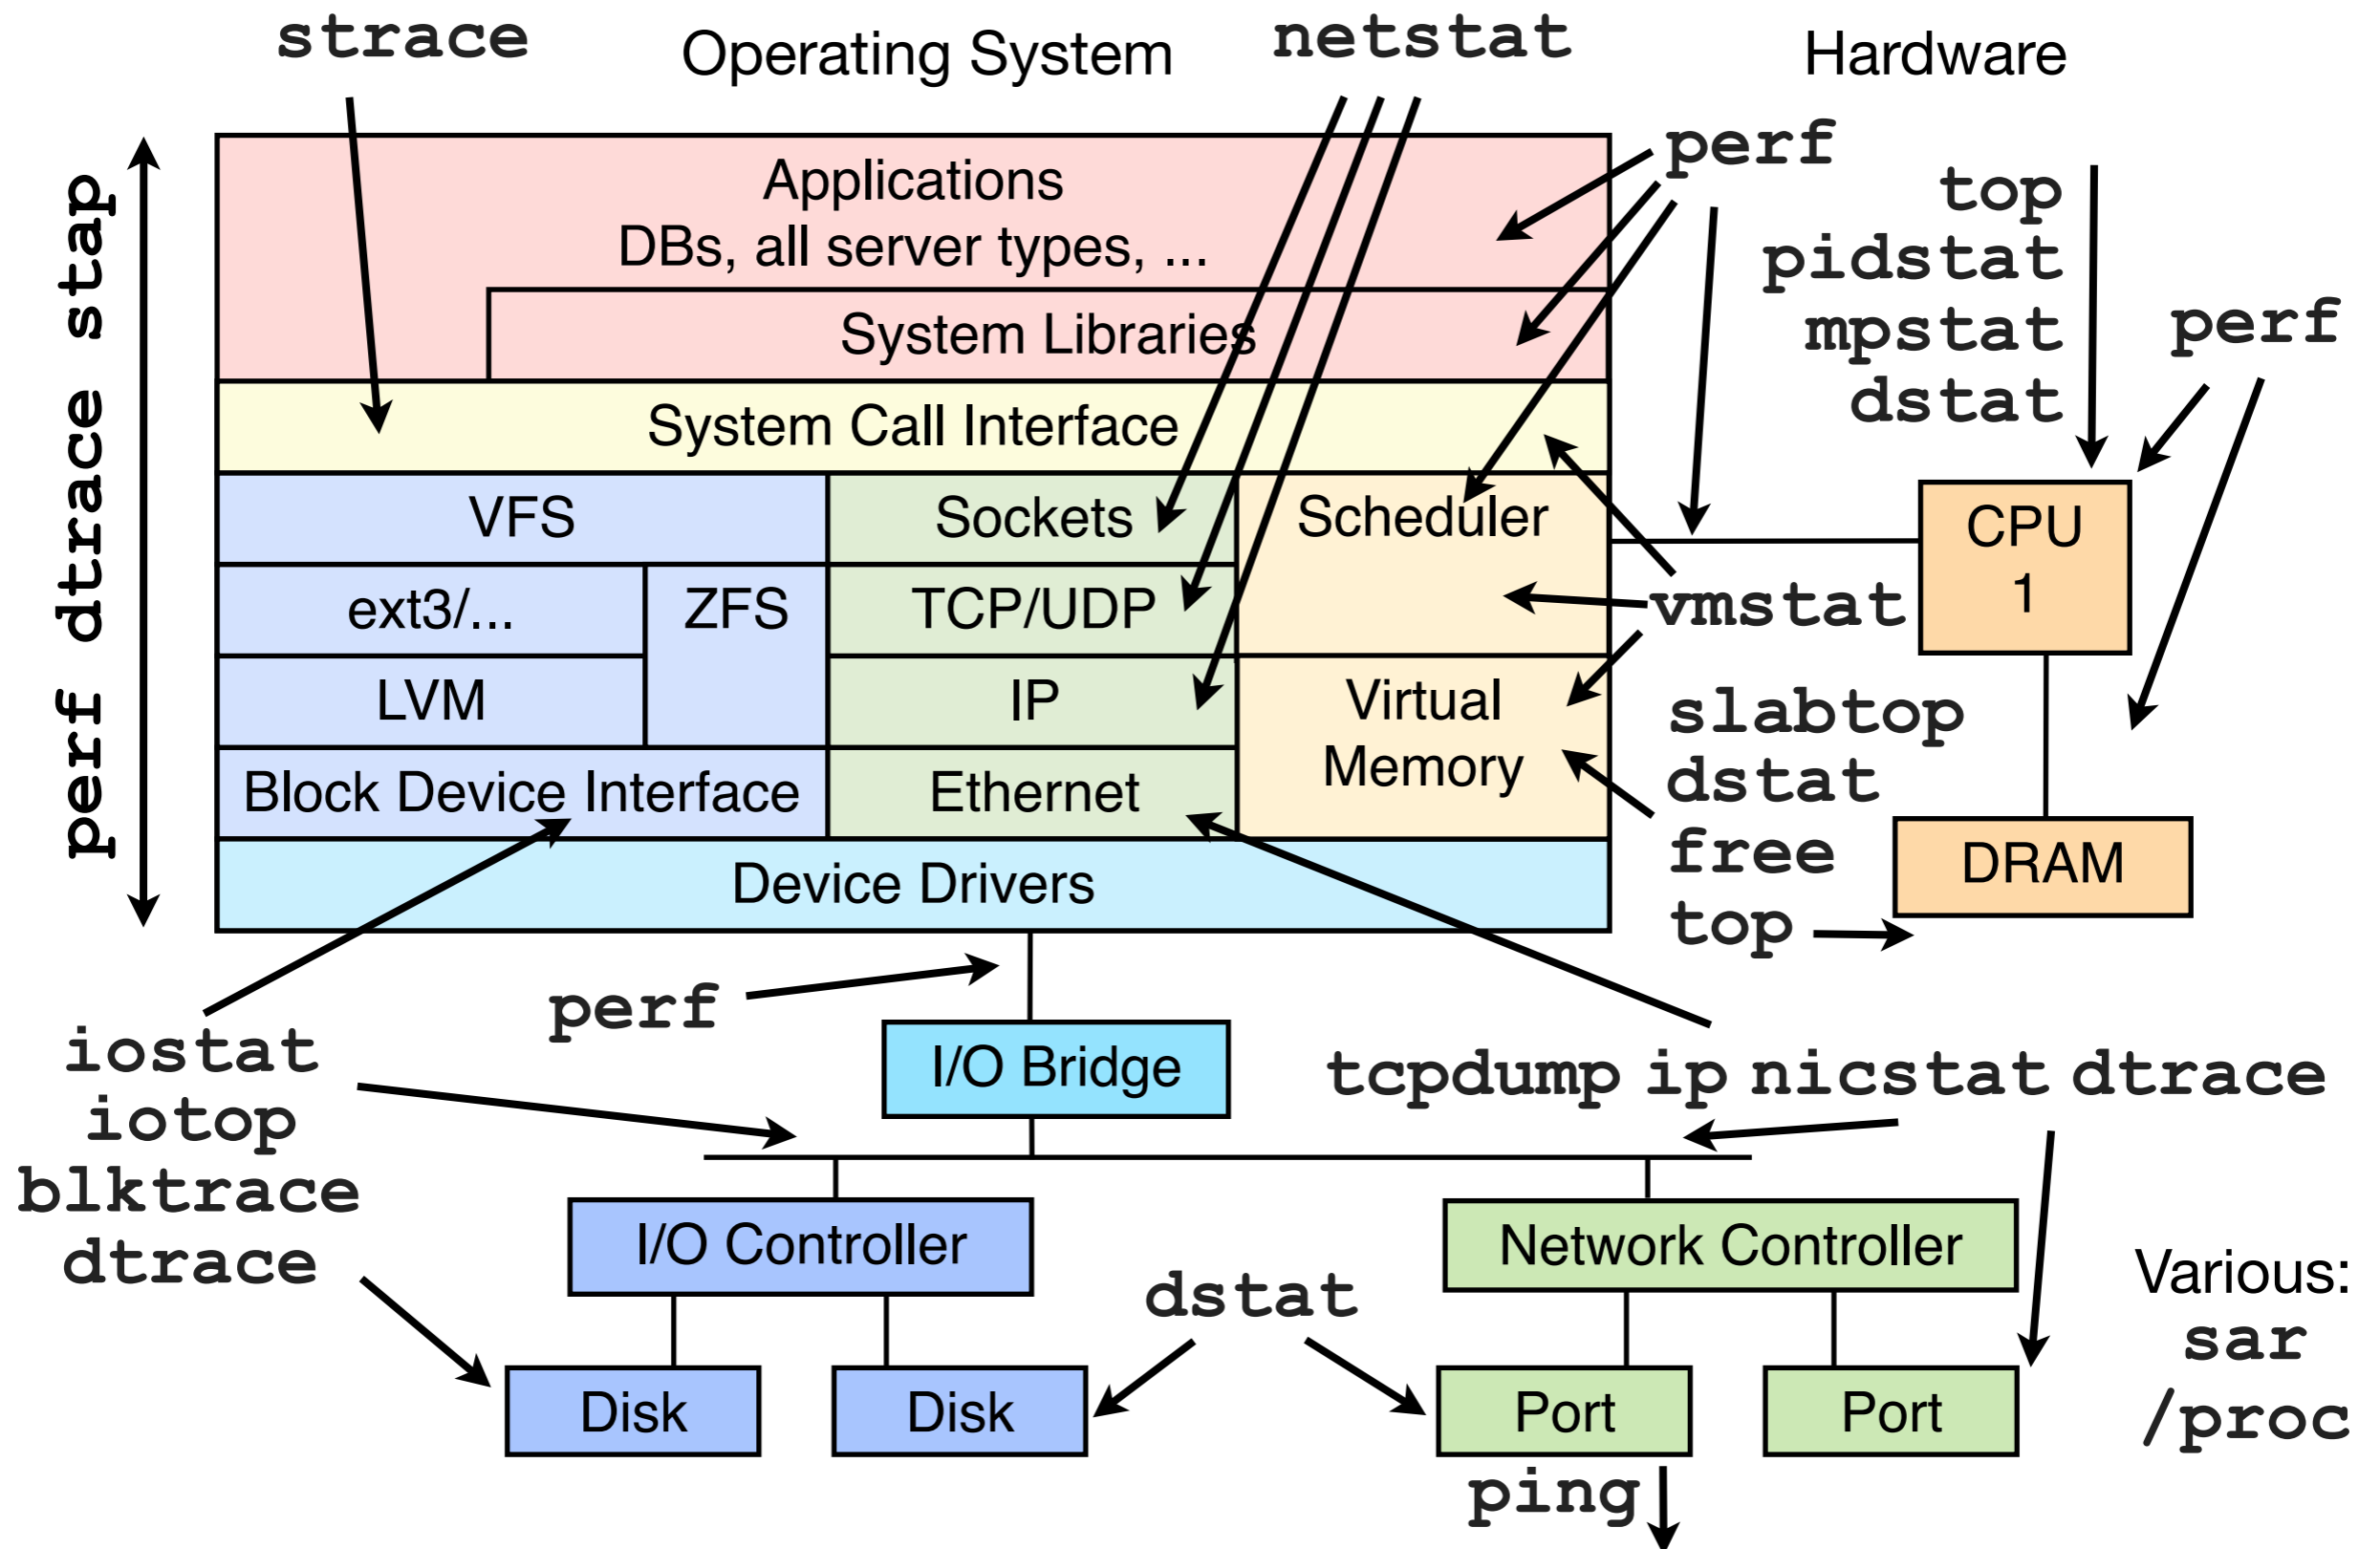 strace
Operating System
netstat
Hardware
perf
top
pidstat
mpstat
dstat
perf
perf dtrace stap
Applications
DBs, all server types, ...
System Libraries
System Call Interface
VFS
Sockets
Scheduler
CPU
1
ext3/...
ZFS
TCP/UDP
vmstat
LVM
IP
Virtual
Memory
slabtop
dstat
free
top
DRAM
Block Device Interface
Ethernet
Device Drivers
perf
iostat
iotop
blktrace
dtrace
I/O Bridge
tcpdump ip nicstat dtrace
I/O Controller
Network Controller
dstat
Various:
sar
/proc
Disk
Disk
Port
Port
ping